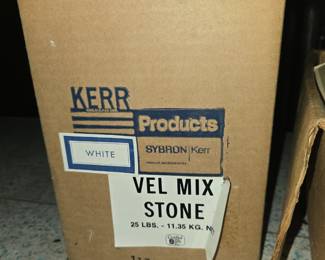 KERR
Products
SYBRON Kerr
WHITE
VEL MIX
STONE
25 LBS. - 11.35 KG. N